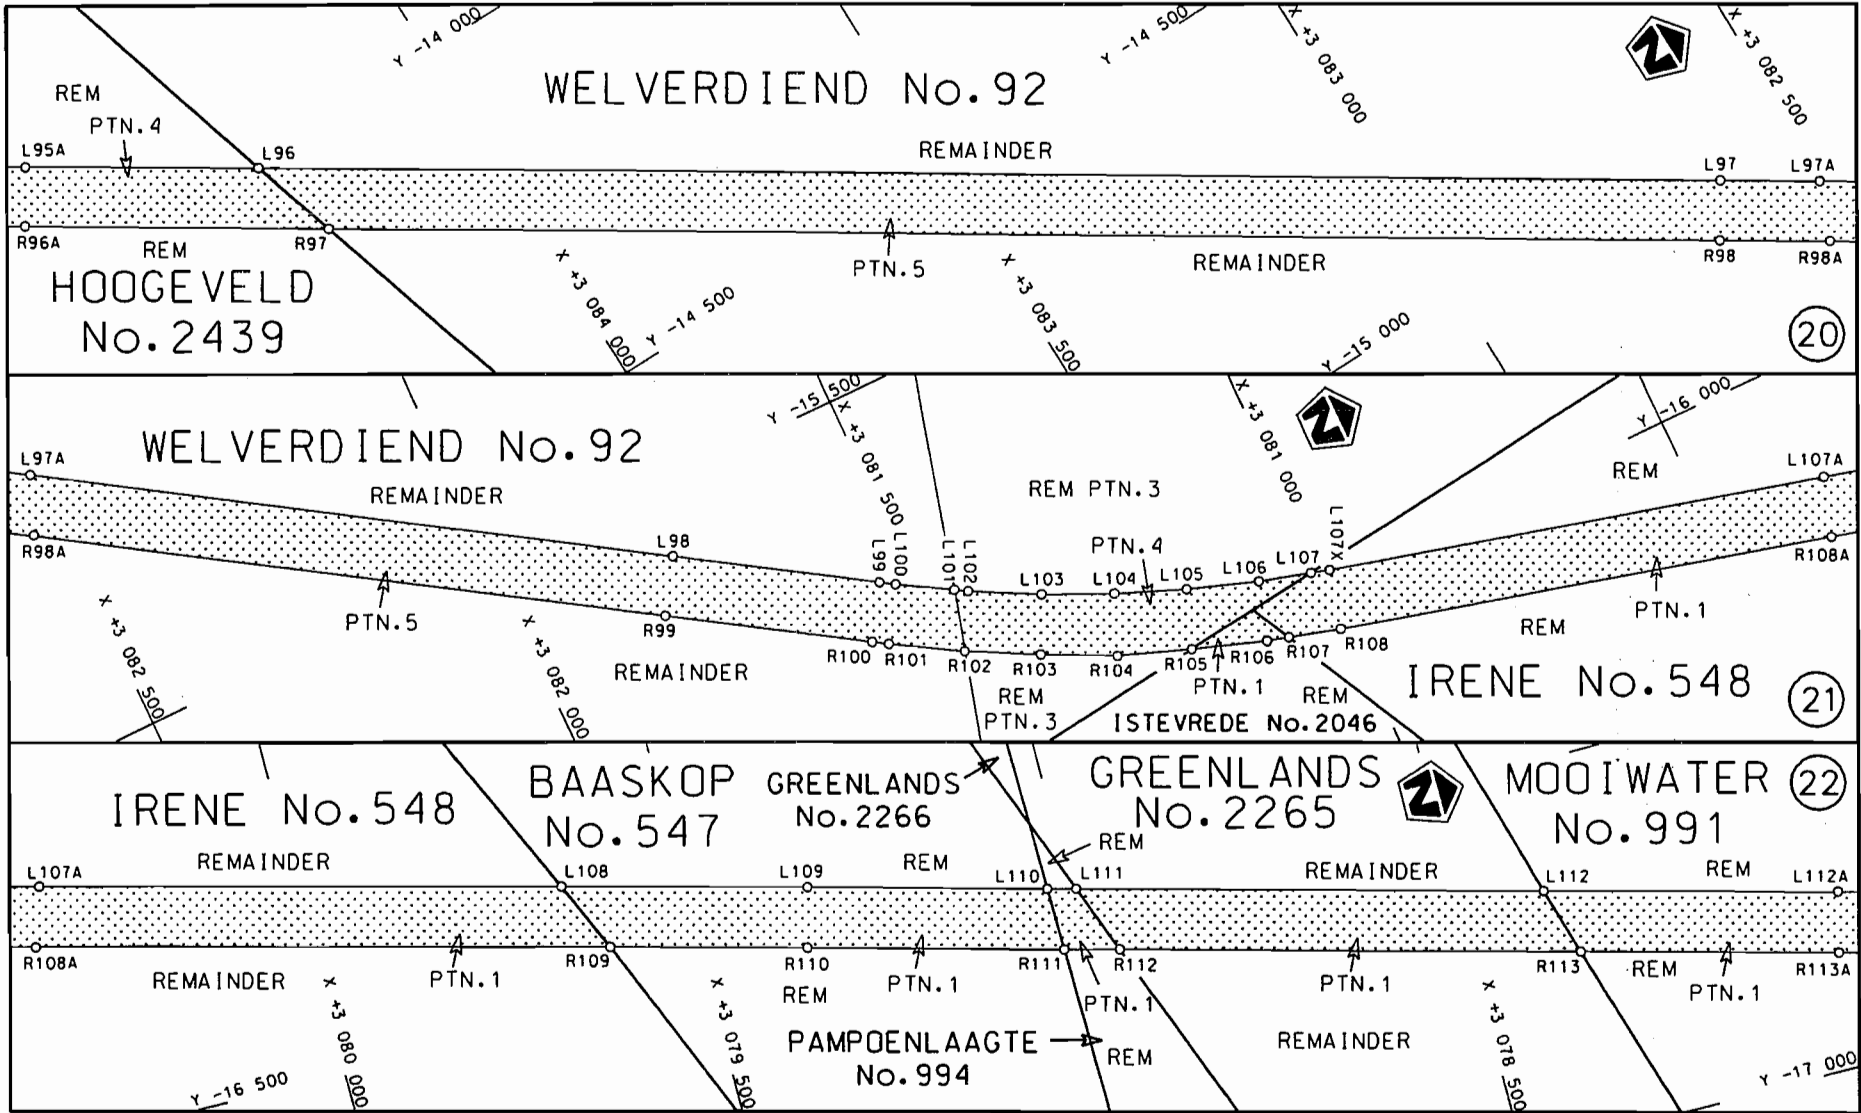 Y -14 000
Y -14 500
X +3 083 000
X +3 082 500
N
REM
PTN.4
WELVERDIEND No.92
REMAINDER
L95A
L96
L97
L97A
R96A
REM
R97
PTN.5
REMAINDER
R98
R98A
HOOGEVELD
No.2439
X +3 084 000
Y -14 500
X +3 083 500
Y -15 000
20
Y -15 500
X +3 081 500
X +3 081 000
N
Y -16 000
WELVERDIEND No.92
L97A
REMAINDER
REM PTN.3
REM
L107A
L98
L99
L100
L101
L102
L103
L104
PTN.4
L105
L106
L107
L107X
R98A
PTN.5
R99
REMAINDER
R100
R101
R102
R103
R104
R105
R106
R107
R108
R108A
PTN.1
REM
PTN.1
REM
REM
PTN.3
ISTEVREDE No.2046
IRENE No.548
X +3 082 500
X +3 082 000
21
IRENE No.548
REMAINDER
BAASKOP
No.547
GREENLANDS
No.2266
REM
GREENLANDS
No.2265
N
REM
REMAINDER
MOOIWATER
No.991
REM
22
L107A
L108
L109
L110
L111
L112
L112A
R108A
R109
R110
R111
R112
R113
R113A
REMAINDER
PTN.1
REM
PTN.1
PTN.1
PTN.1
REM
PTN.1
PAMPOENLAAGTE
No.994
REM
REMAINDER
Y -16 500
X +3 080 000
X +3 079 500
X +3 078 500
Y -17 000